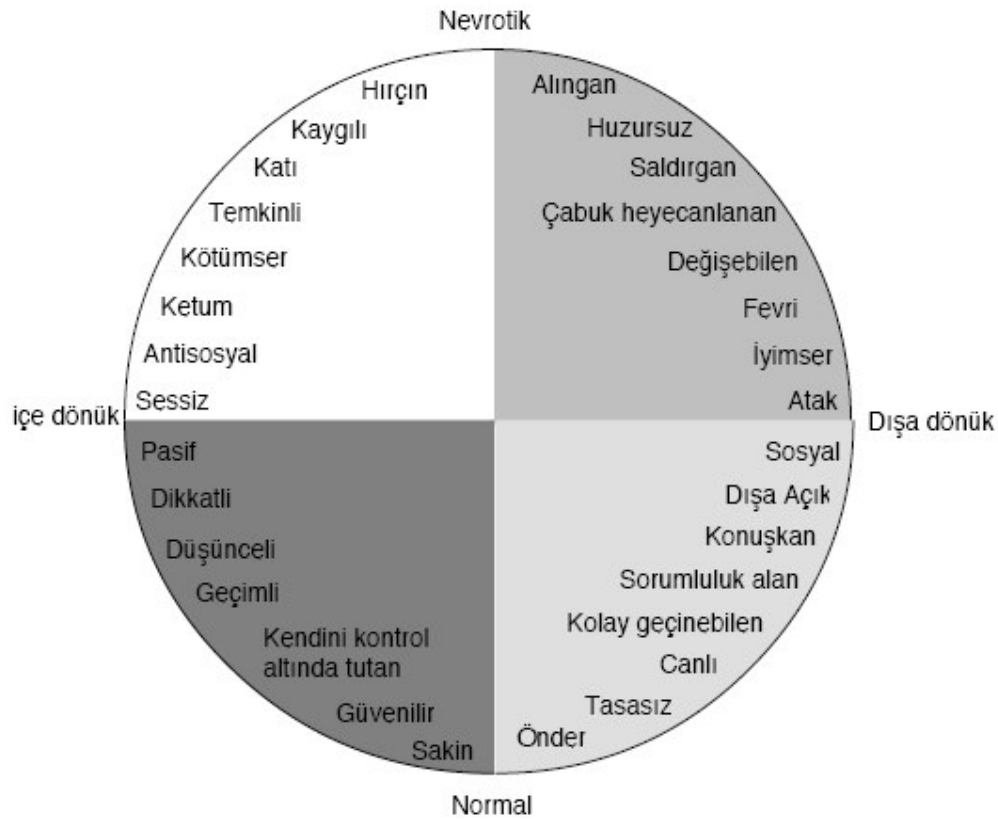 Nevrotik
Hırçın
Kaygılı
Katı
Temkinli
Kötümser
Ketum
Antisosyal
Sessiz
Alıngan
Huzursuz
Saldırgan
Çabuk heyecanlanan
Değişebilen
Fevri
İyimser
Atak
içe dönük
Dışa dönük
Pasif
Dikkatli
Düşünceli
Geçimli
Kendini kontrol
altında tutan
Güvenilir
Sakin
Sosyal
Dışa Açık
Konuşkan
Sorumluluk alan
Kolay geçinebilen
Canlı
Tasasız
Önder
Normal